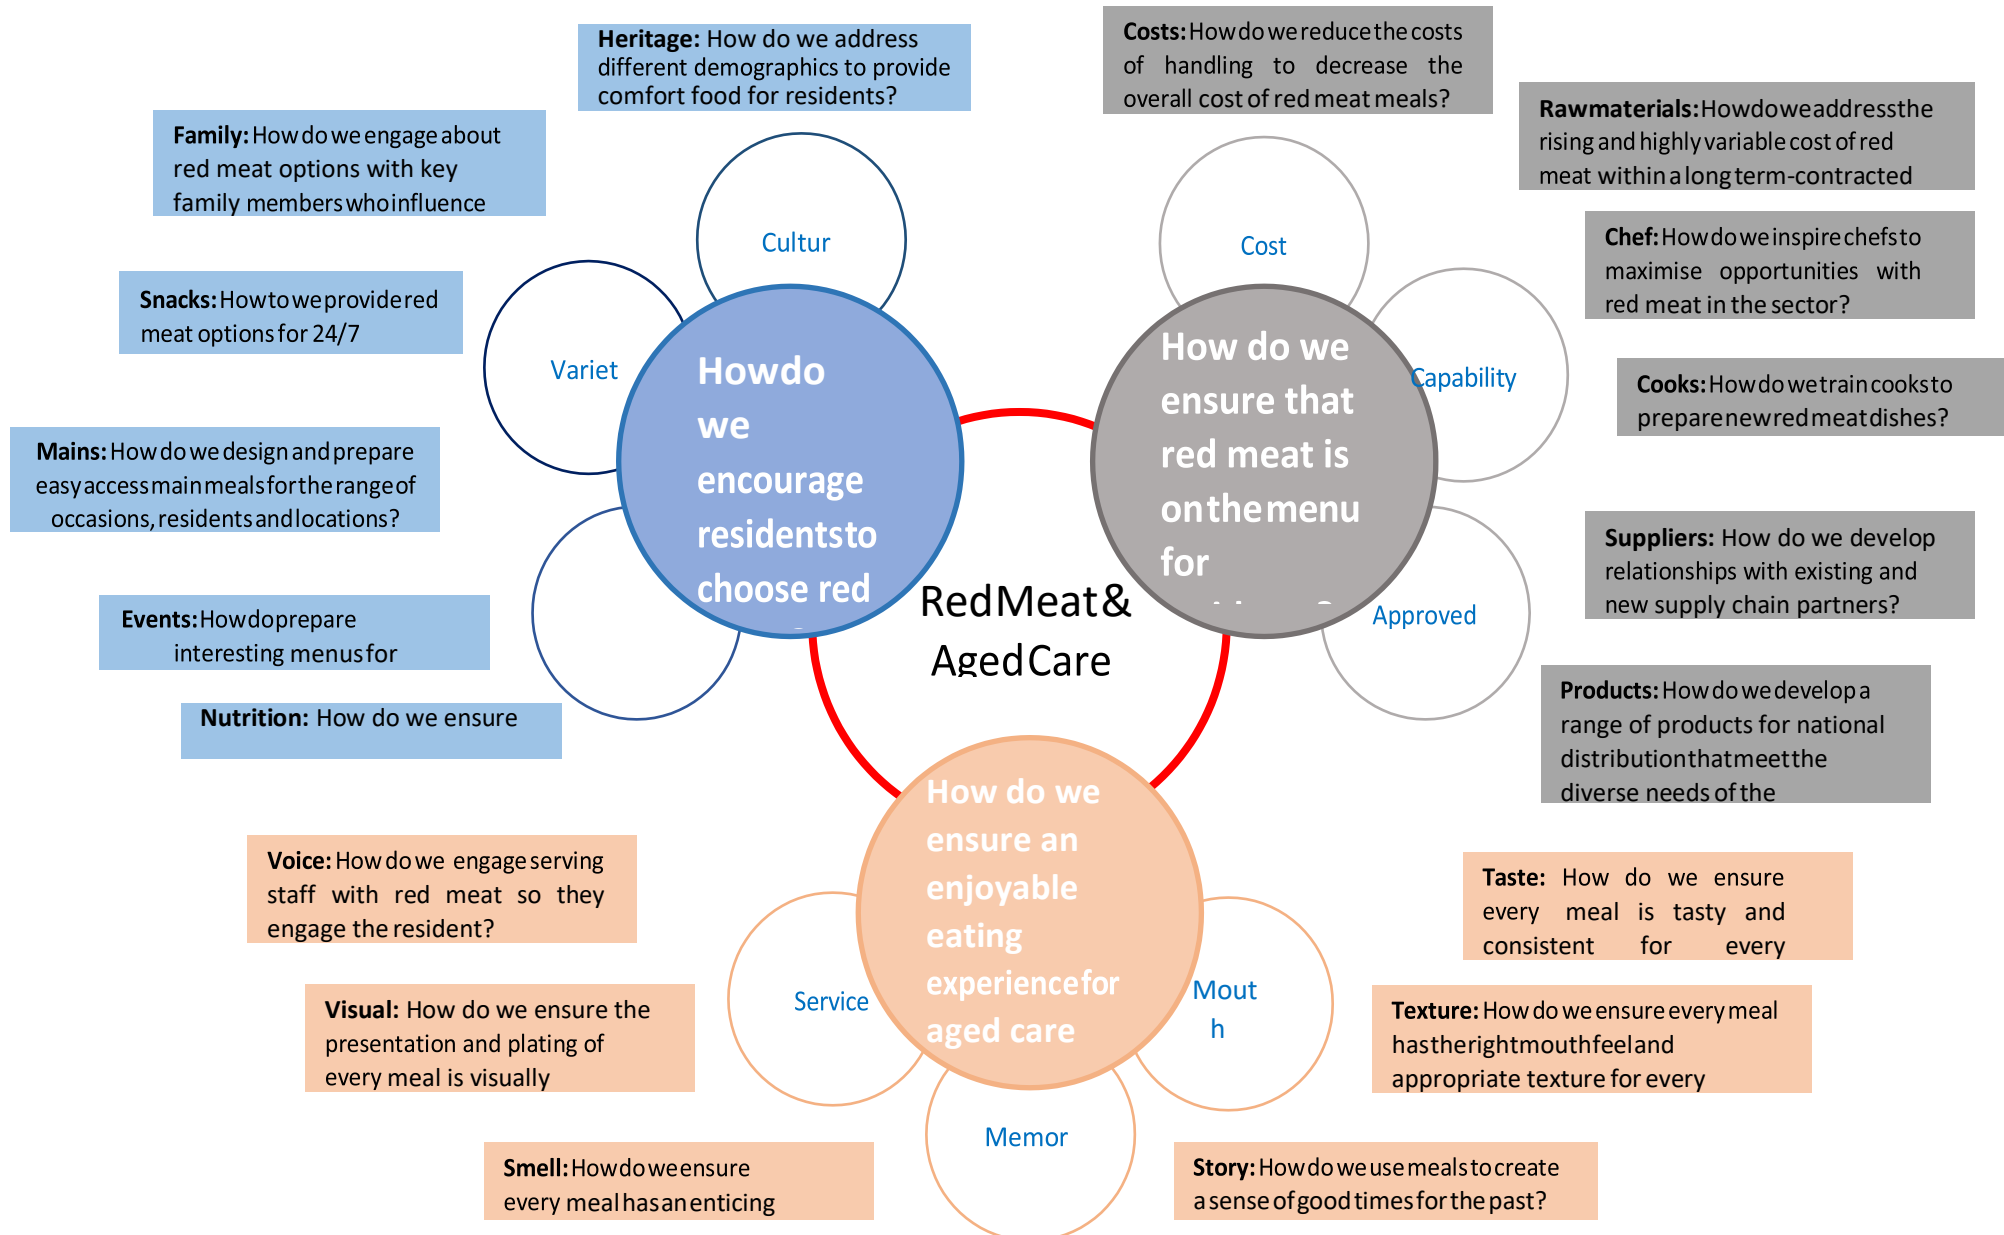 Heritage: How do we address
different demographics to provide
comfort food for residents?
Costs: How do we reduce the costs
of handling to decrease the
overall cost of red meat meals?
Family: How do we engage about
red meat options with key
family members who influence
Raw materials: How do we address the
rising and highly variable cost of red
meat within a long term-contracted
Cultur
Cost
Chef: How do we inspire chefs to
maximise opportunities with
red meat in the sector?
Snacks: How to we provide red
meat options for 24/7
Variet
Capability
How do
we
encourage
residents to
choose red
How do we
ensure that
red meat is
on the menu
for
Cooks: How do we train cooks to
prepare new red meat dishes?
Mains: How do we design and prepare
easy access main meals for the range of
occasions, residents and locations?
Suppliers: How do we develop
relationships with existing and
new supply chain partners?
Red Meat &
Aged Care
Approved
Events: How do prepare
interesting menus for
Nutrition: How do we ensure
Products: How do we develop a
range of products for national
distribution that meet the
diverse needs of the
How do we
ensure an
enjoyable
eating
experience for
aged care
Voice: How do we engage serving
staff with red meat so they
engage the resident?
Taste: How do we ensure
every meal is tasty and
consistent for every
Service
Mout
h
Visual: How do we ensure the
presentation and plating of
every meal is visually
Texture: How do we ensure every meal
has the right mouthfeel and
appropriate texture for every
Memor
Smell: How do we ensure
every meal has an enticing
Story: How do we use meals to create
a sense of good times for the past?